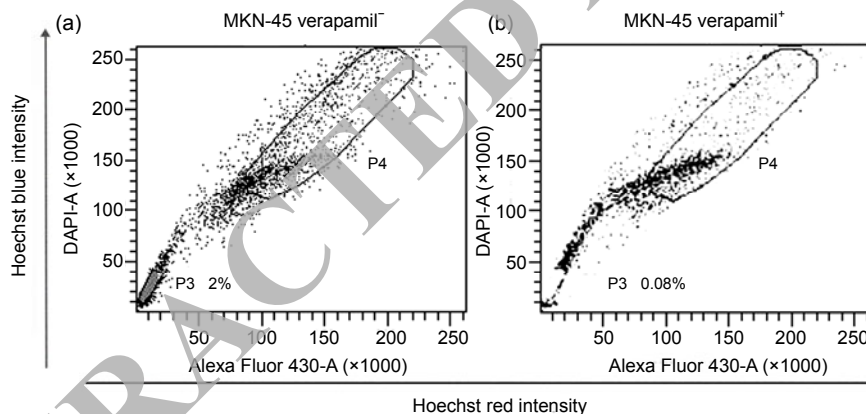 (a) MKN-45 verapamil⁻
(b) MKN-45 verapamil⁺
Hoechst blue intensity
DAPI-A (×1000)
250
200
150
100
50
P4
P3 2%
50 100 150 200 250
Alexa Fluor 430-A (×1000)
DAPI-A (×1000)
250
200
150
100
50
P4
P3 0.08%
50 100 150 200 250
Alexa Fluor 430-A (×1000)
Hoechst red intensity
RACTED